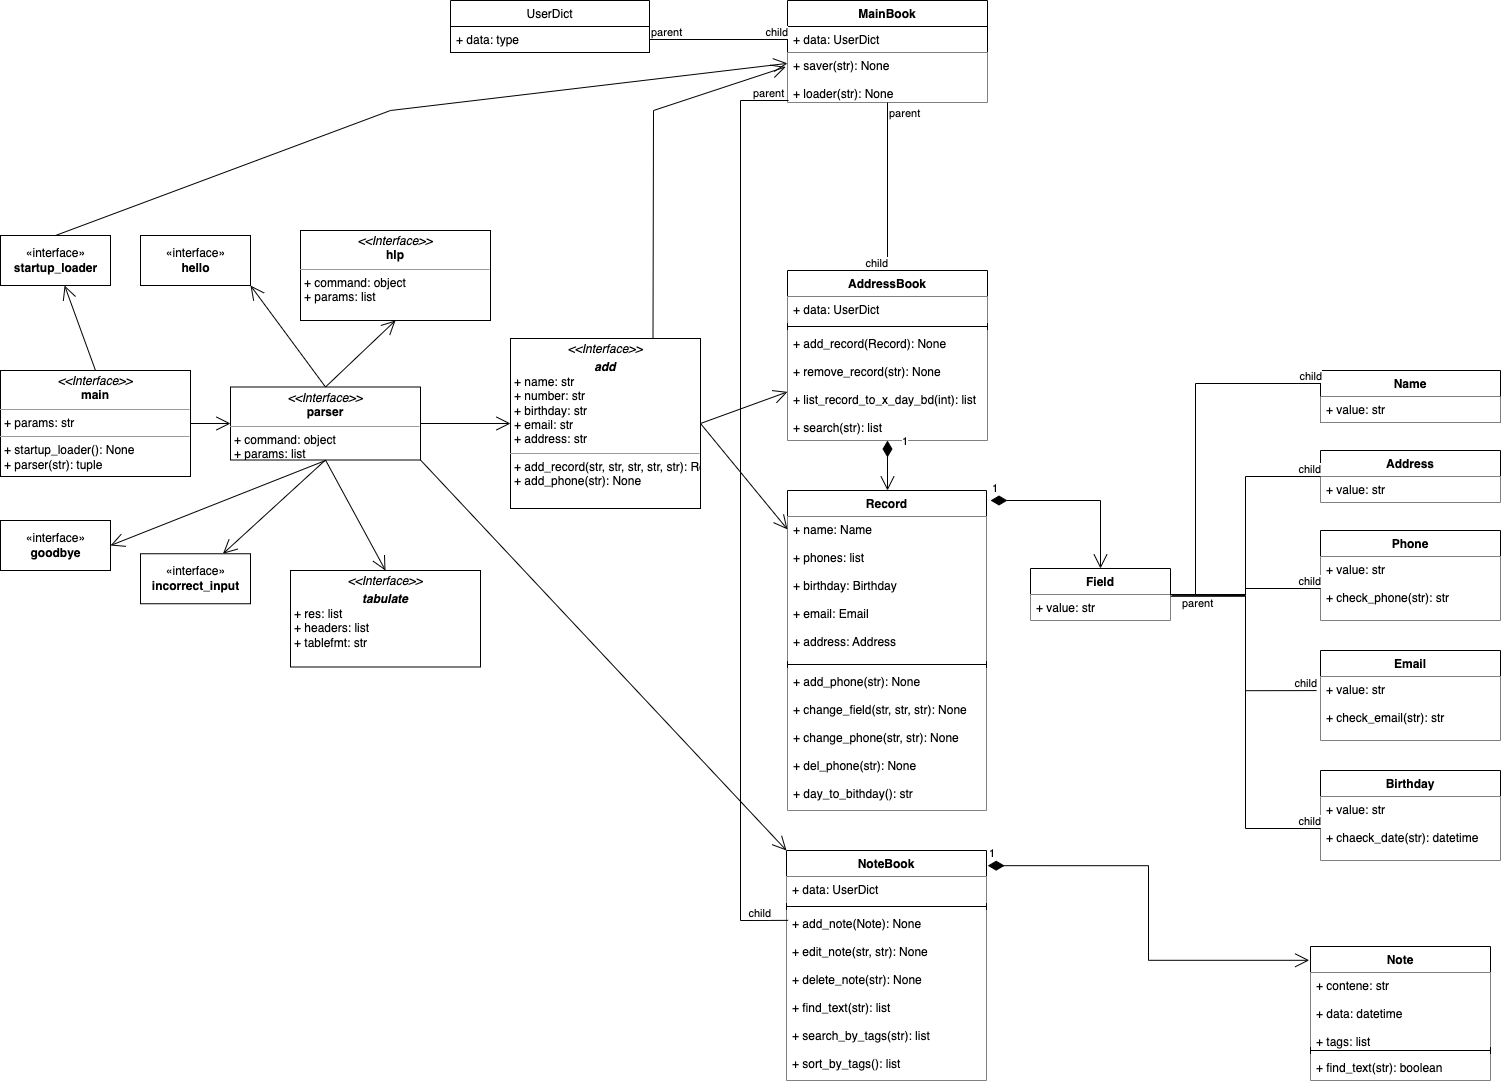 UserDict
+ data: type
parent
child
MainBook
+ data: UserDict
+ saver(str): None
+ loader(str): None
parent
parent
child
«interface»
startup_loader
«interface»
hello
<<Interface>>
hlp
+ command: object
+ params: list
<<Interface>>
main
+ params: str
+ startup_loader(): None
+ parser(str): tuple
<<Interface>>
parser
+ command: object
+ params: list
<<Interface>>
add
+ name: str
+ number: str
+ birthday: str
+ email: str
+ address: str
+ add_record(str, str, str, str, str): R
+ add_phone(str): None
«interface»
goodbye
«interface»
incorrect_input
<<Interface>>
tabulate
+ res: list
+ headers: list
+ tablefmt: str
AddressBook
+ data: UserDict
+ add_record(Record): None
+ remove_record(str): None
+ list_record_to_x_day_bd(int): list
+ search(str): list
1
Record
+ name: Name
+ phones: list
+ birthday: Birthday
+ email: Email
+ address: Address
+ add_phone(str): None
+ change_field(str, str, str): None
+ change_phone(str, str): None
+ del_phone(str): None
+ day_to_bithday(): str
1
Field
+ value: str
parent
child
Name
+ value: str
child
Address
+ value: str
child
Phone
+ value: str
+ check_phone(str): str
child
Email
+ value: str
+ check_email(str): str
child
Birthday
+ value: str
+ chaeck_date(str): datetime
child
NoteBook
+ data: UserDict
+ add_note(Note): None
+ edit_note(str, str): None
+ delete_note(str): None
+ find_text(str): list
+ search_by_tags(str): list
+ sort_by_tags(): list
1
Note
+ contene: str
+ data: datetime
+ tags: list
+ find_text(str): boolean